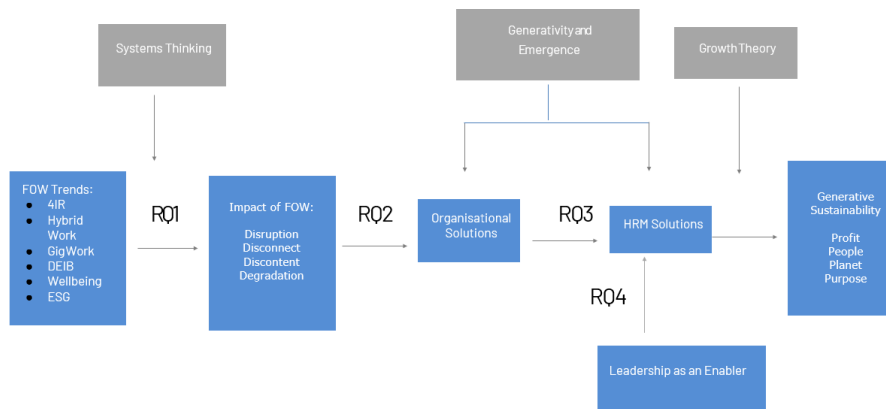 Systems Thinking
Generativity and
Emergence
Growth Theory
FOW Trends:
● 4IR
● Hybrid
Work
● GigWork
● DEIB
● Wellbeing
● ESG
RQ1
Impact of FOW:
Disruption
Disconnect
Discontent
Degradation
RQ2
Organisational
Solutions
RQ3
HRM Solutions
Generative
Sustainability
Profit
People
Planet
Purpose
RQ4
Leadership as an Enabler